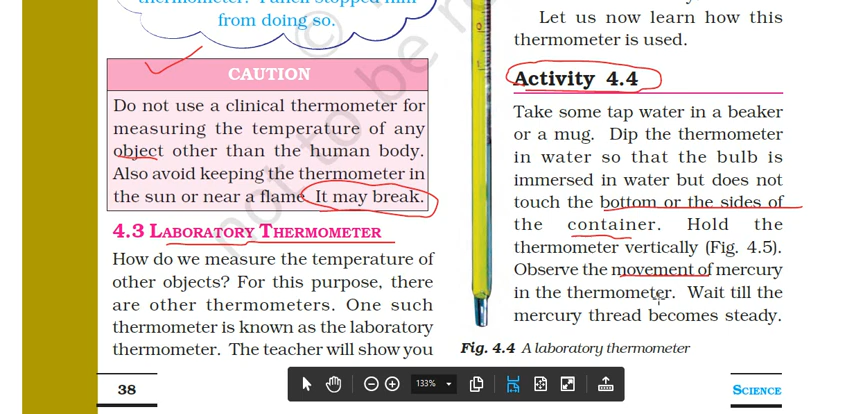 thermometer. Paheli stopped him
from doing so.
CAUTION
Do not use a clinical thermometer for
measuring the temperature of any
object other than the human body.
Also avoid keeping the thermometer in
the sun or near a flame. It may break.
4.3 LABORATORY THERMOMETER
How do we measure the temperature of
other objects? For this purpose, there
are other thermometers. One such
thermometer is known as the laboratory
thermometer. The teacher will show you
Let us now learn how this
thermometer is used.
Activity 4.4
Take some tap water in a beaker
or a mug. Dip the thermometer
in water so that the bulb is
immersed in water but does not
touch the bottom or the sides of
the container. Hold the
thermometer vertically (Fig. 4.5).
Observe the movement of mercury
in the thermometer. Wait till the
mercury thread becomes steady.
Fig. 4.4 A laboratory thermometer
38
133%
SCIENCE
© 
not to be